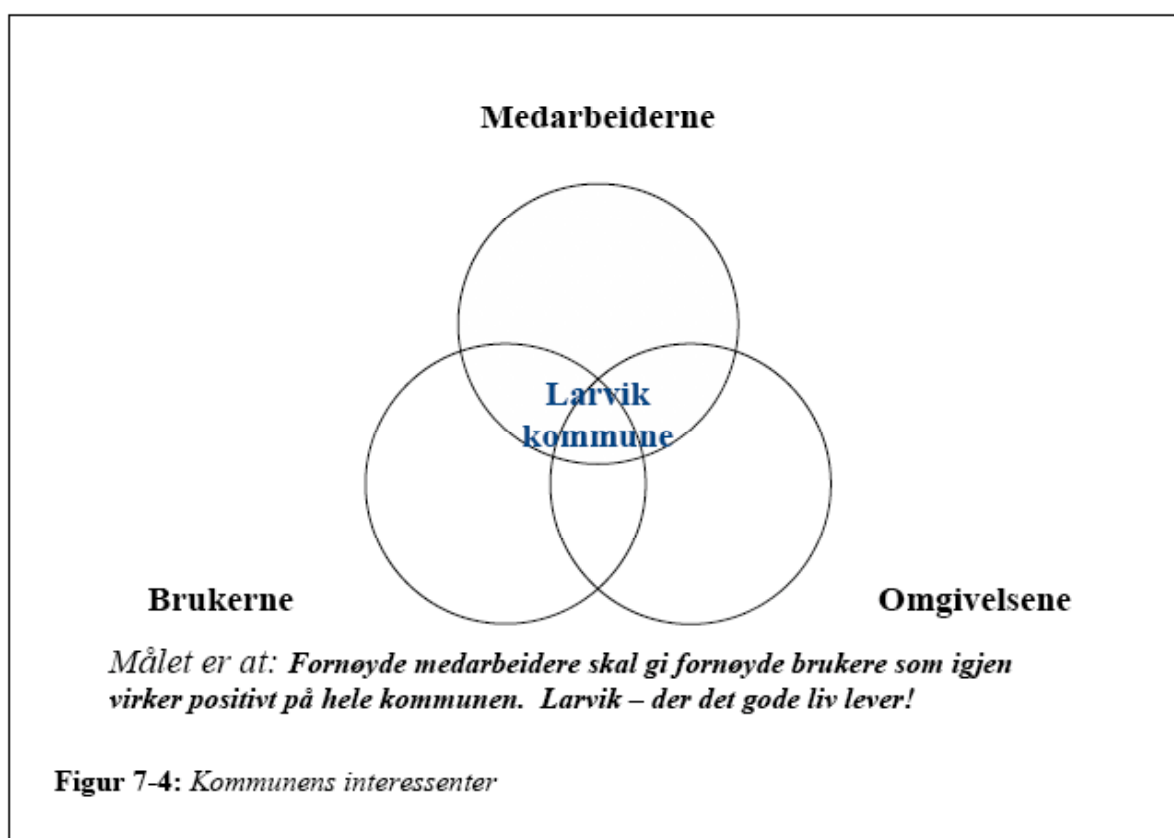 Medarbeiderne
Larvik
kommune
Brukerne
Omgivelsene
Målet er at: Fornøyde medarbeidere skal gi fornøyde brukere som igjen
virker positivt på hele kommunen. Larvik – der det gode liv lever!
Figur 7-4: Kommunens interessenter